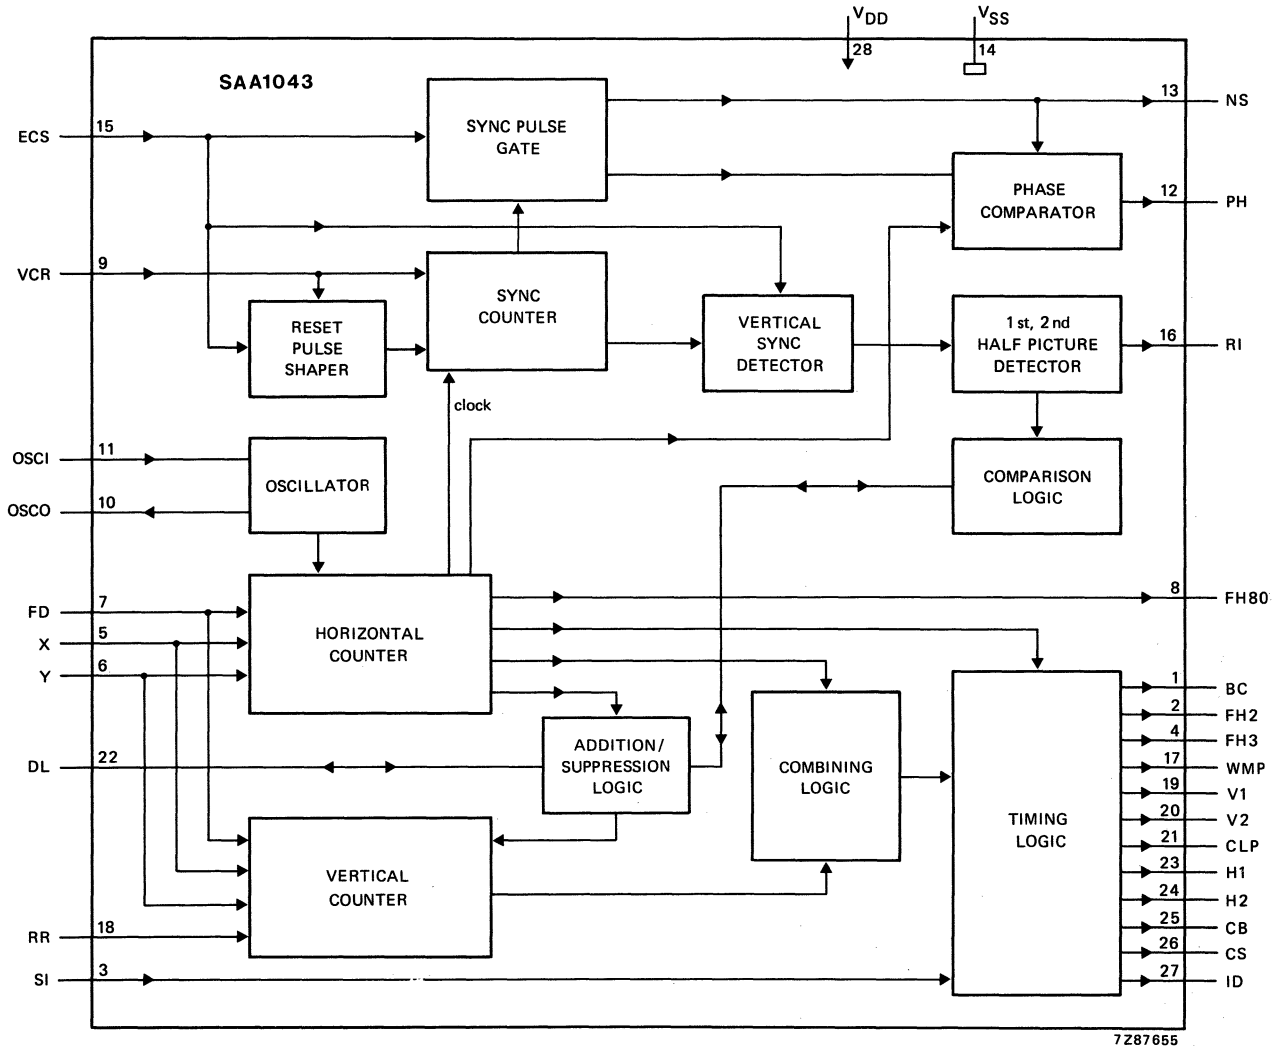 VDD
VSS
28
14
SAA1043
SYNC PULSE
GATE
13
NS
ECS
15
PHASE
COMPARATOR
12
PH
VCR
9
SYNC
COUNTER
RESET
PULSE
SHAPER
VERTICAL
SYNC
DETECTOR
1st, 2nd
HALF PICTURE
DETECTOR
16
RI
clock
OSCI
11
OSCILLATOR
OSCO
10
COMPARISON
LOGIC
8
FH80
FD
7
X
5
Y
6
HORIZONTAL
COUNTER
DL
22
ADDITION/
SUPPRESSION
LOGIC
COMBINING
LOGIC
TIMING
LOGIC
VERTICAL
COUNTER
RR
18
SI
3
1
BC
2
FH2
4
FH3
17
WMP
19
V1
20
V2
21
CLP
23
H1
24
H2
25
CB
26
CS
27
ID
7Z87655